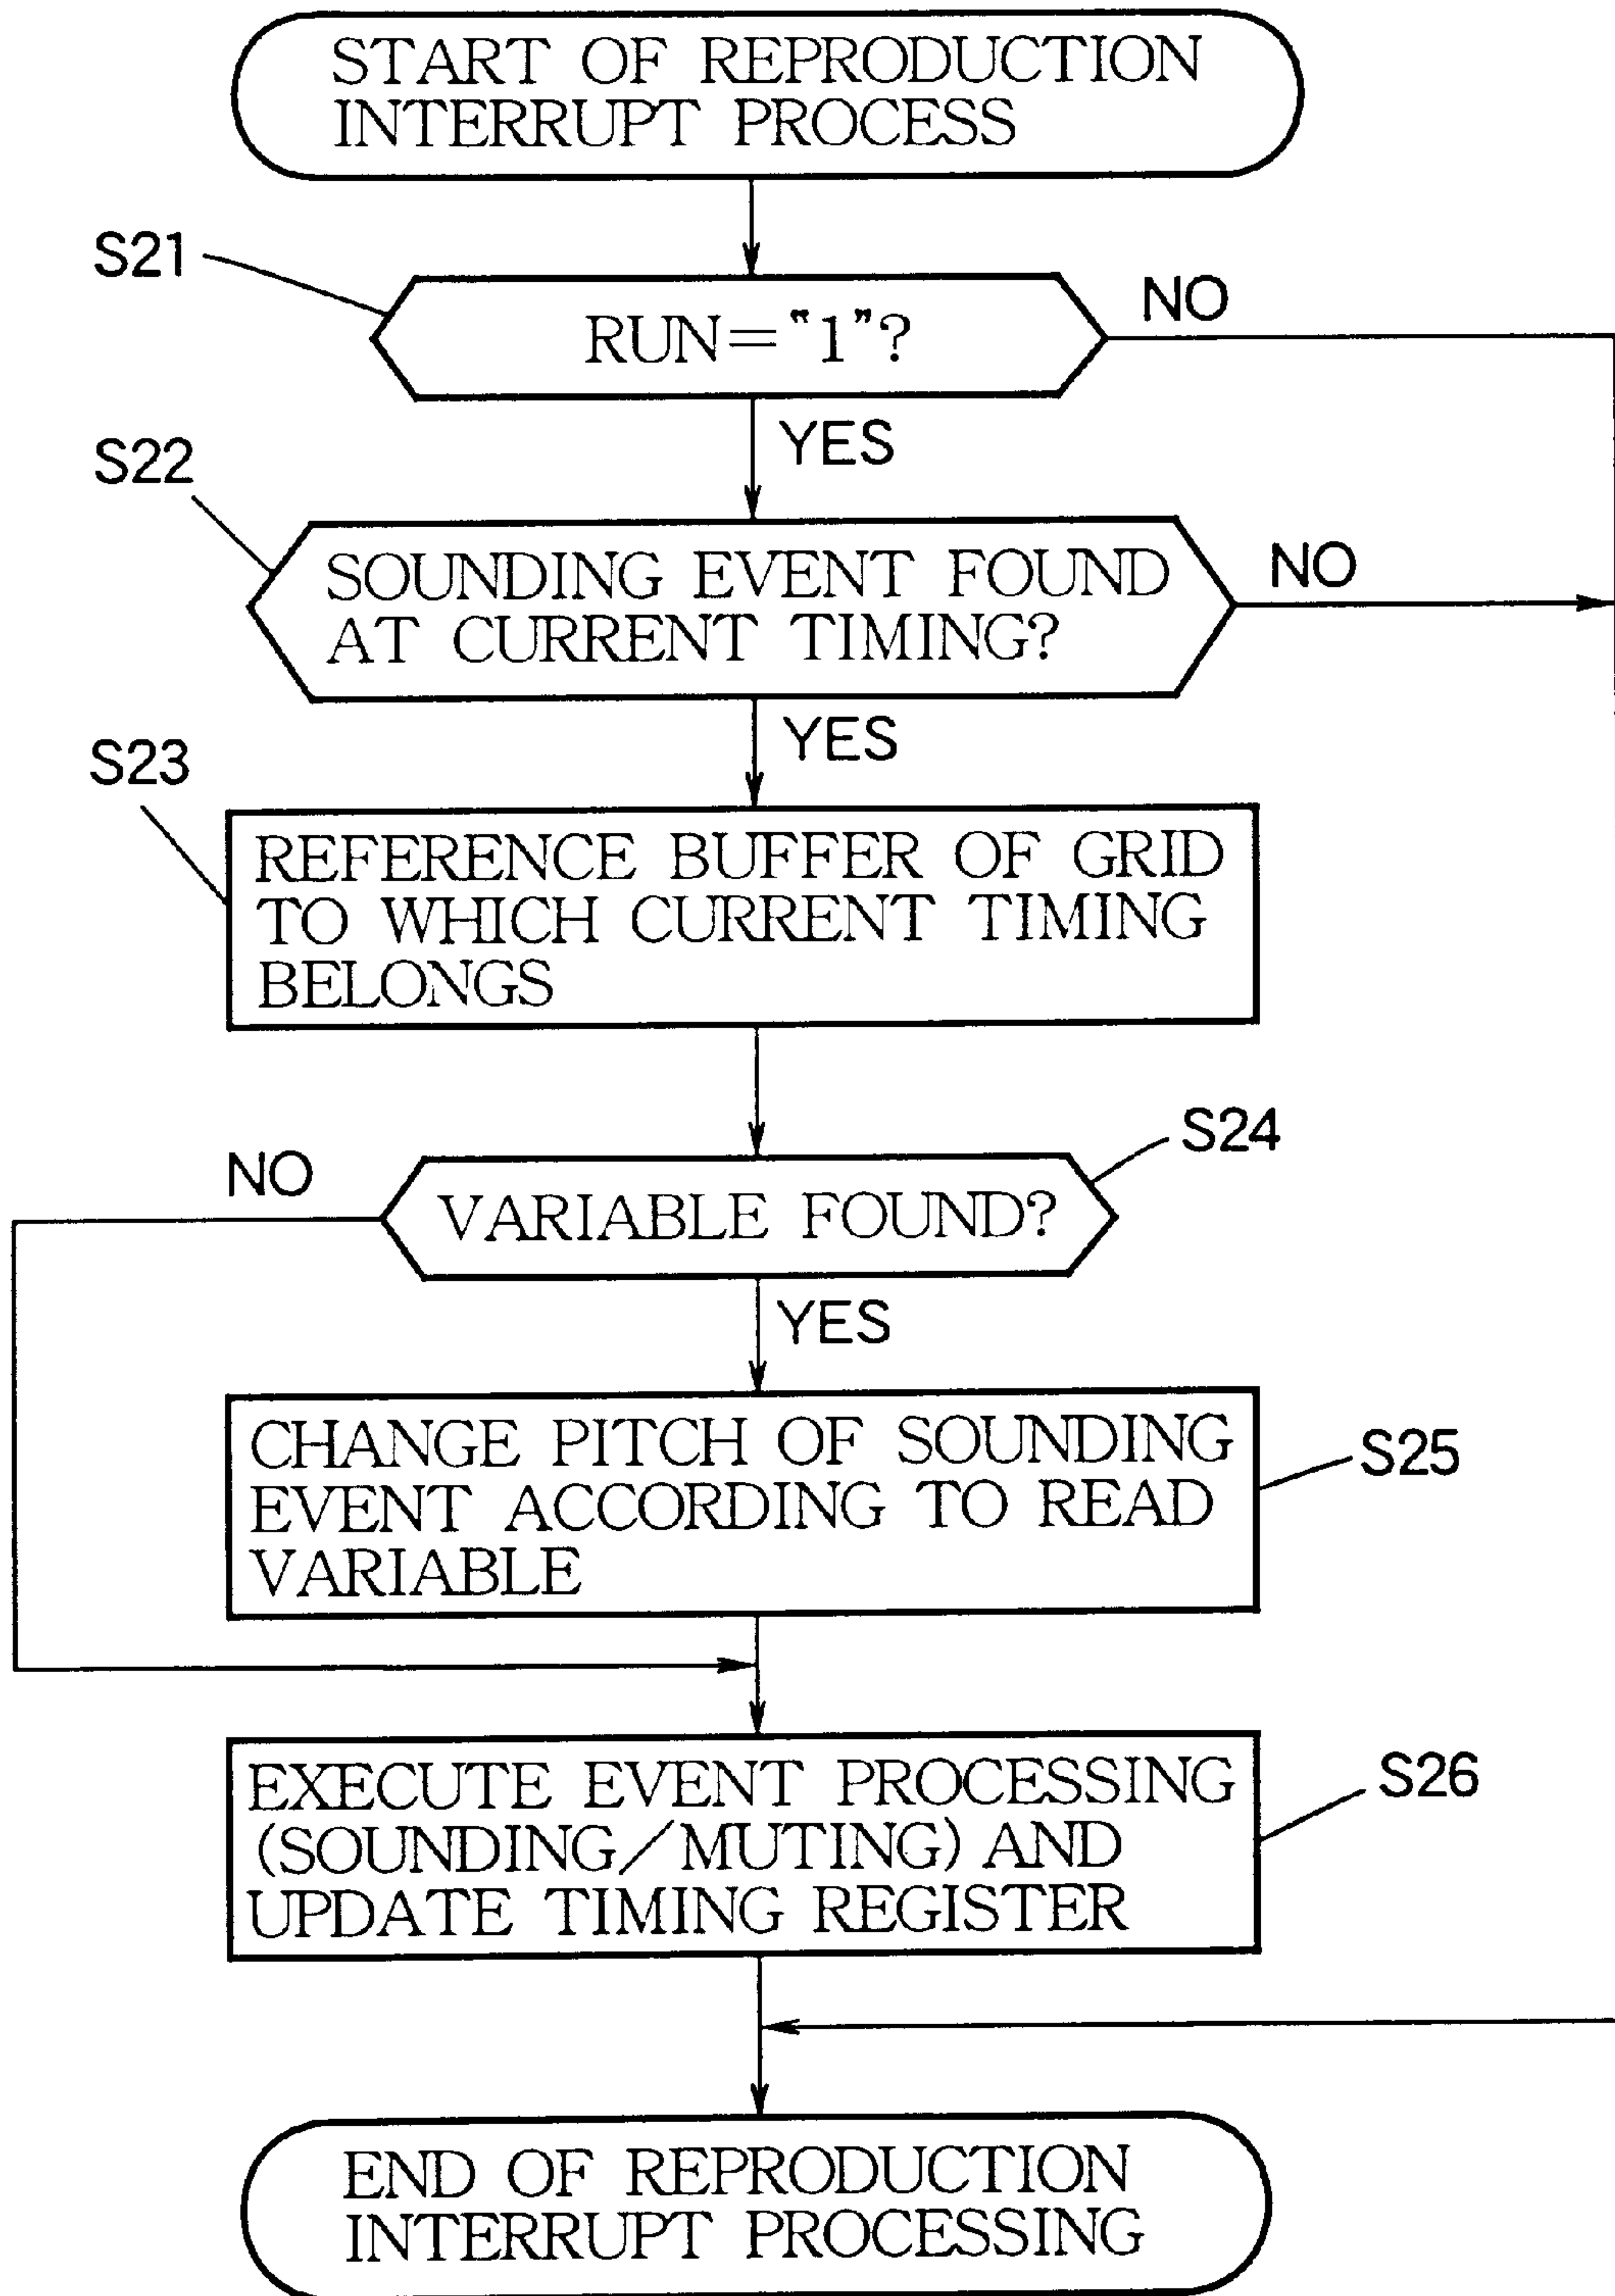 START OF REPRODUCTION
INTERRUPT PROCESS
S21
NO
RUN="1"?
YES
S22
SOUNDING EVENT FOUND
AT CURRENT TIMING?
NO
YES
S23
REFERENCE BUFFER OF GRID
TO WHICH CURRENT TIMING
BELONGS
S24
NO
VARIABLE FOUND?
YES
CHANGE PITCH OF SOUNDING
EVENT ACCORDING TO READ
VARIABLE
S25
EXECUTE EVENT PROCESSING
(SOUNDING/MUTING) AND
UPDATE TIMING REGISTER
S26
END OF REPRODUCTION
INTERRUPT PROCESSING